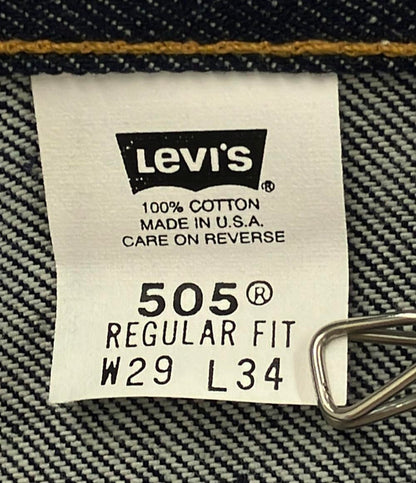 Levi's®
100% COTTON
MADE IN U.S.A.
CARE ON REVERSE
505®
REGULAR FIT
W29 L34